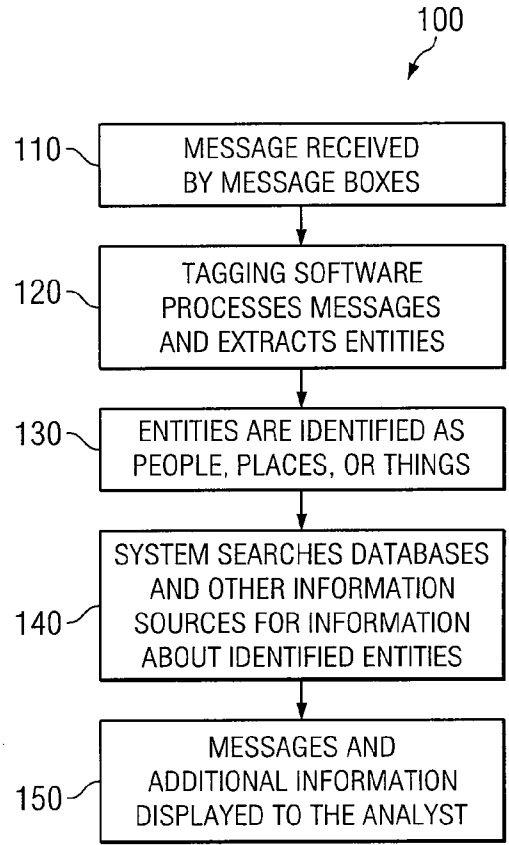 100
110
MESSAGE RECEIVED
BY MESSAGE BOXES
120
TAGGING SOFTWARE
PROCESSES MESSAGES
AND EXTRACTS ENTITIES
130
ENTITIES ARE IDENTIFIED AS
PEOPLE, PLACES, OR THINGS
140
SYSTEM SEARCHES DATABASES
AND OTHER INFORMATION
SOURCES FOR INFORMATION
ABOUT IDENTIFIED ENTITIES
150
MESSAGES AND
ADDITIONAL INFORMATION
DISPLAYED TO THE ANALYST